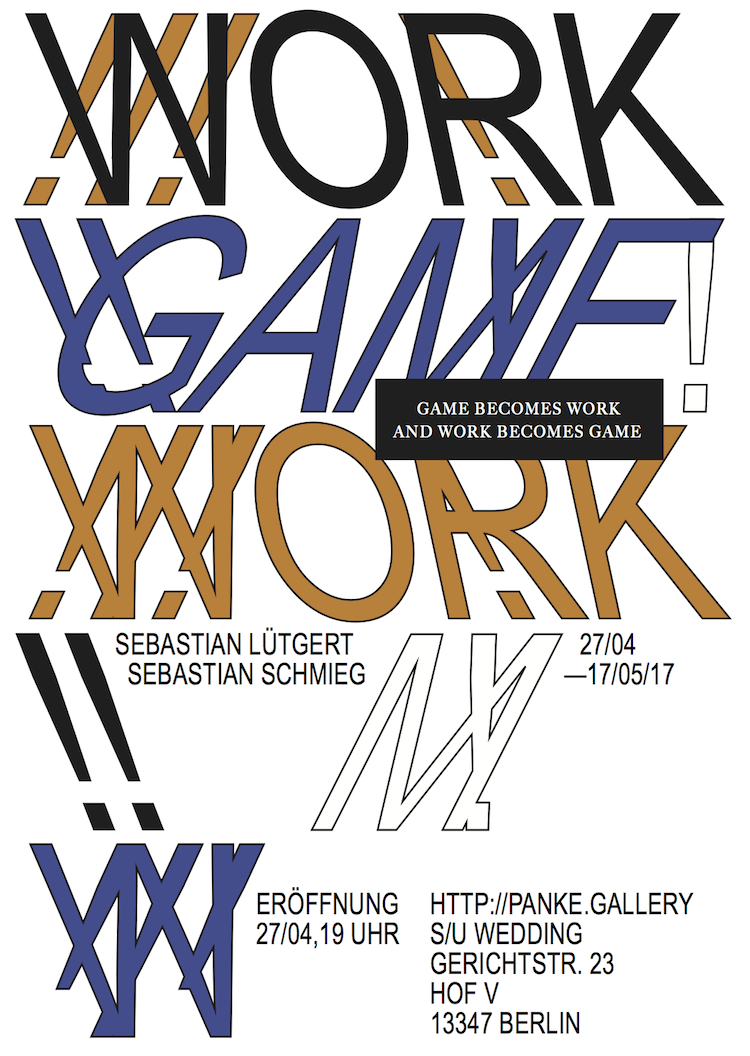 WORK
GAME!
GAME BECOMES WORK
AND WORK BECOMES GAME
WORK
!!
SEBASTIAN LÜTGERT
SEBASTIAN SCHMIEG
27/04
—17/05/17
ERÖFFNUNG
27/04,19 UHR
HTTP://PANKE.GALLERY
S/U WEDDING
GERICHTSTR. 23
HOF V
13347 BERLIN